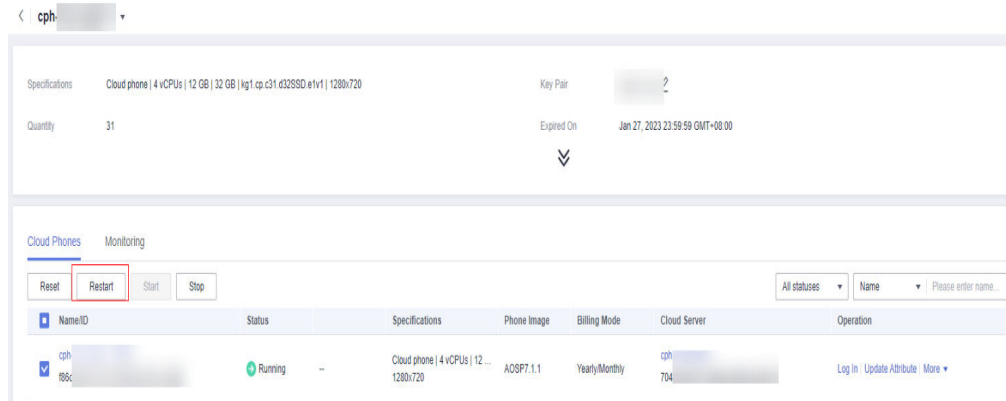 cph-
Specifications Cloud phone | 4 vCPUs | 12 GB | 32 GB | kg1.cp.c31.d32SSD.e1v1 | 1280x720 Key Pair
Quantity 31 Expired On Jan 27, 2023 23:59:59 GMT+08:00
Cloud Phones Monitoring
Reset Restart Start Stop All statuses Name Please enter name...
Name/ID Status Specifications Phone Image Billing Mode Cloud Server Operation
cph- Running -- Cloud phone | 4 vCPUs | 12 ... AOSP7.1.1 Yearly/Monthly cph Log In | Update Attribute | More
f86c 1280x720 704